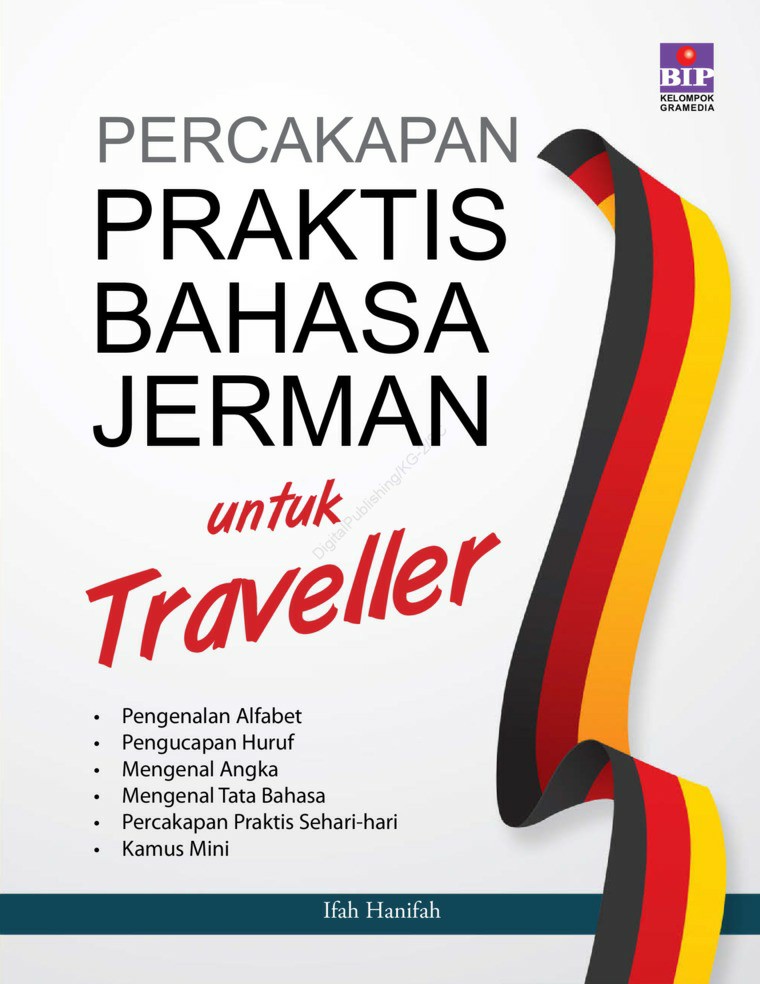 BIP
KELOMPOK
GRAMEDIA
PERCAKAPAN
PRAKTIS
BAHASA
JERMAN
untuk
Traveller
• Pengenalan Alfabet
• Pengucapan Huruf
• Mengenal Angka
• Mengenal Tata Bahasa
• Percakapan Praktis Sehari-hari
• Kamus Mini
Ifah Hanifah